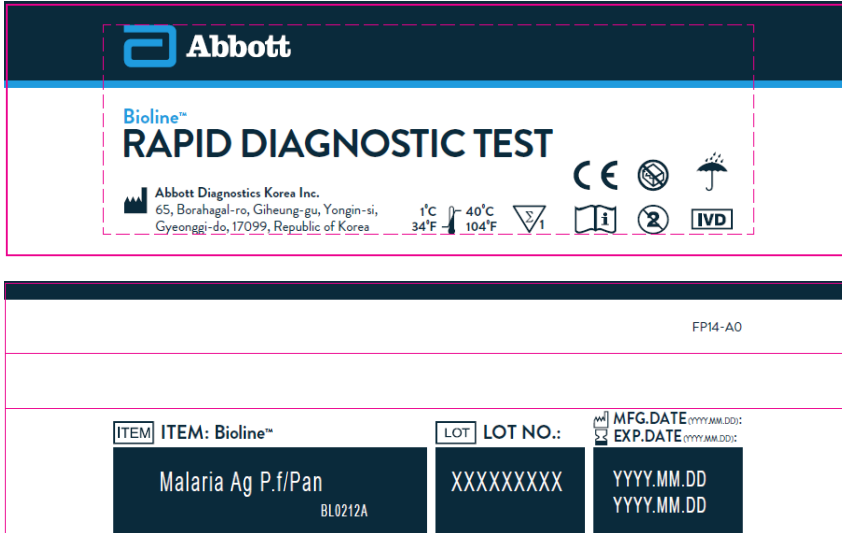 Abbott
Bioline™
RAPID DIAGNOSTIC TEST
Abbott Diagnostics Korea Inc.
65, Borahagal-ro, Giheung-gu, Yongin-si,
Gyeonggi-do, 17099, Republic of Korea
1°C 40°C
34°F 104°F
Σ 1
i
2
IVD
CE
FP14-A0
ITEM ITEM: Bioline™
LOT LOT NO.:
MFG.DATE (YYYY.MM.DD):
EXP.DATE (YYYY.MM.DD):
Malaria Ag P.f/Pan
BL0212A
XXXXXXXXX
YYYY.MM.DD
YYYY.MM.DD